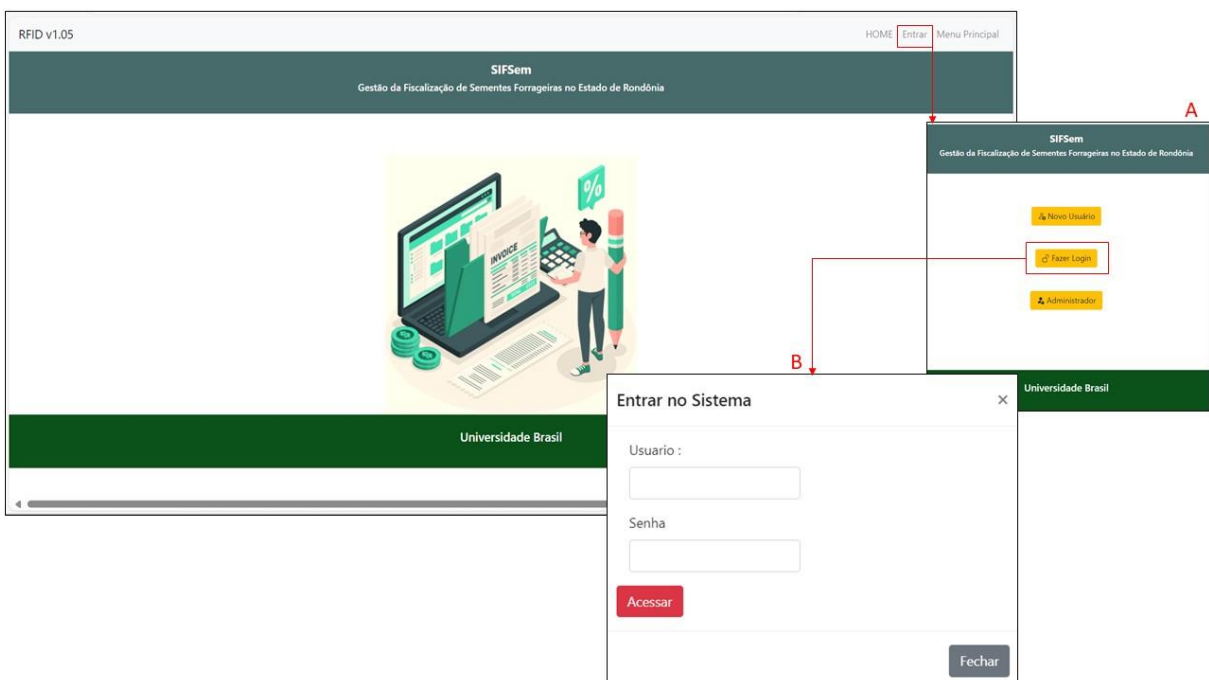 RFID v1.05
HOME Entrar Menu Principal
SIFSem
Gestão da Fiscalização de Sementes Forrageiras no Estado de Rondônia
%
INVOICE
Universidade Brasil
A
SIFSem
Gestão da Fiscalização de Sementes Forrageiras no Estado de Rondônia
Novo Usuário
Fazer Login
Administrador
Universidade Brasil
B
Entrar no Sistema ×
Usuario :
Senha
Acessar
Fechar